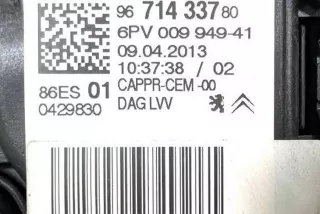 96 714 337 80
6PV 009 949-41
09.04.2013
10:37:38 / 02
86ES 01 CAPPR-CEM -00
0429830 DAG LVV